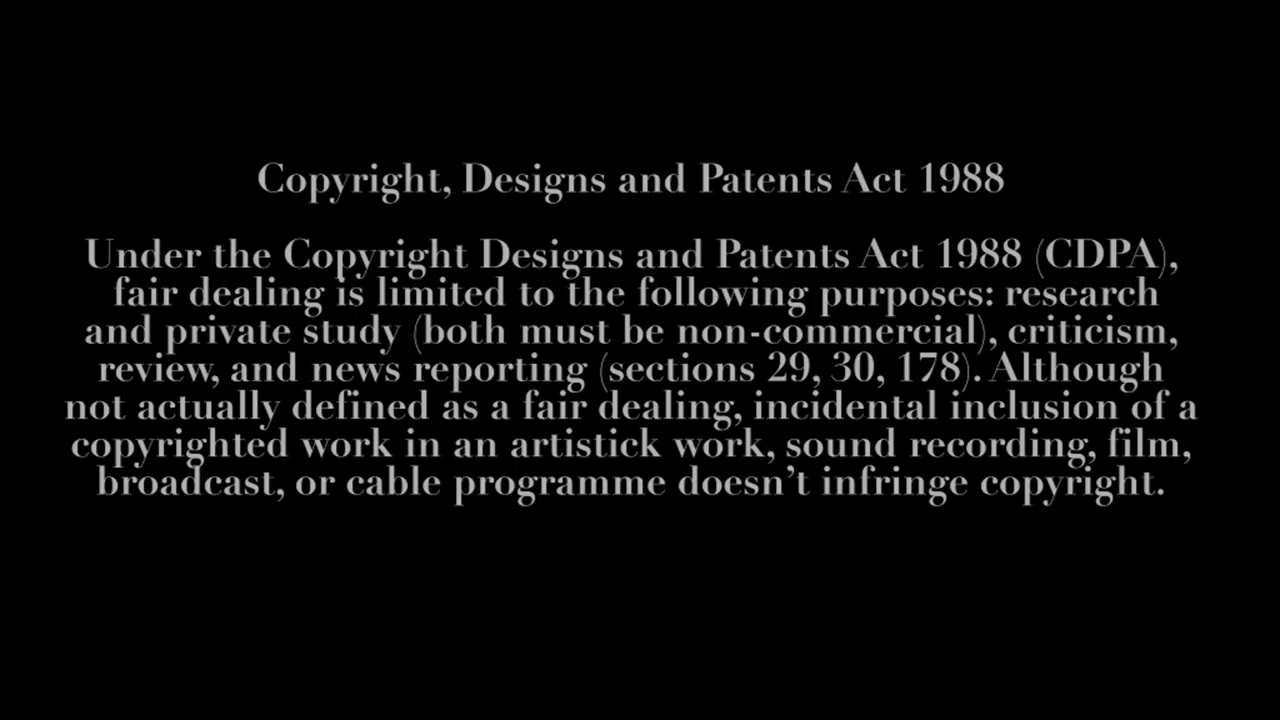 Copyright, Designs and Patents Act 1988
Under the Copyright Designs and Patents Act 1988 (CDPA),
fair dealing is limited to the following purposes: research
and private study (both must be non-commercial), criticism,
review, and news reporting (sections 29, 30, 178). Although
not actually defined as a fair dealing, incidental inclusion of a
copyrighted work in an artistick work, sound recording, film,
broadcast, or cable programme doesn’t infringe copyright.